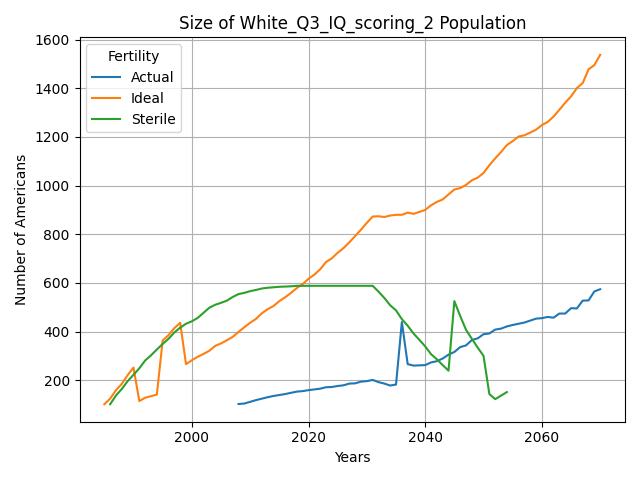 Size of White_Q3_IQ_scoring_2 Population
1600
1400
1200
1000
800
600
400
200
Number of Americans
Fertility
Actual
Ideal
Sterile
2000
2020
2040
2060
Years